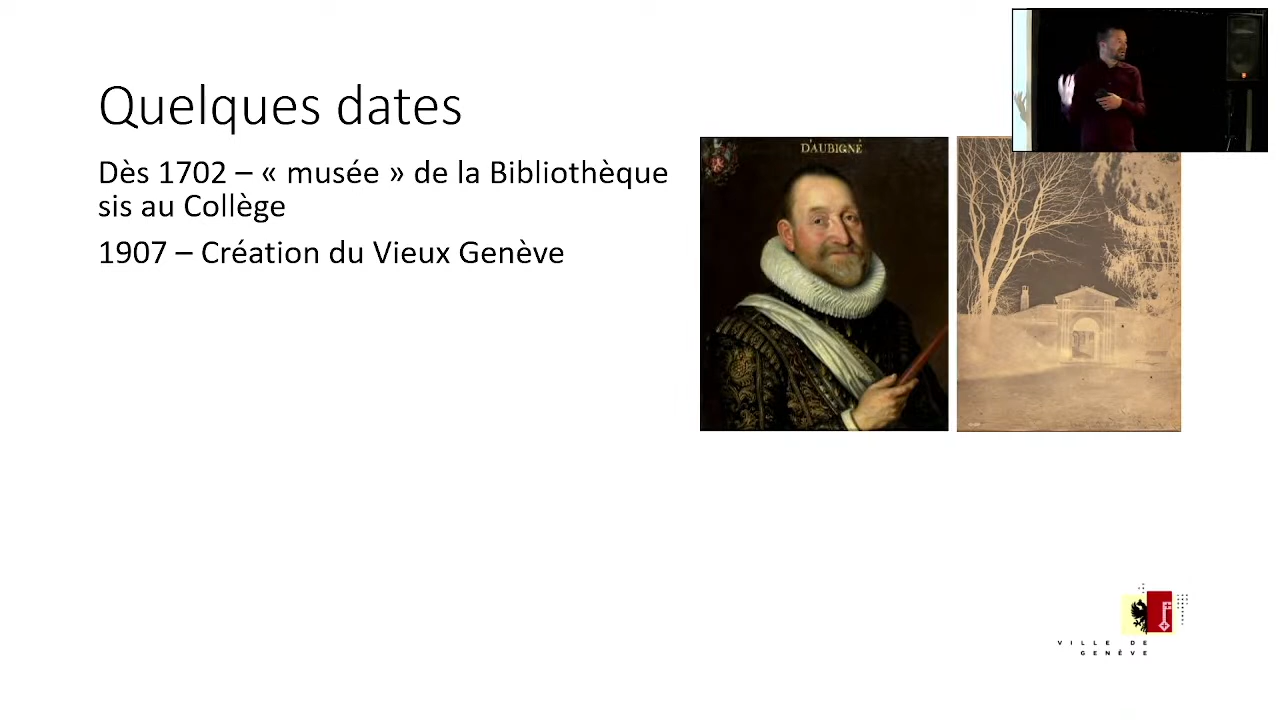 Quelques dates
Dès 1702 – « musée » de la Bibliothèque
sis au Collège
1907 – Création du Vieux Genève
D'AUBIGNÉ
VILLE DE
GENÈVE